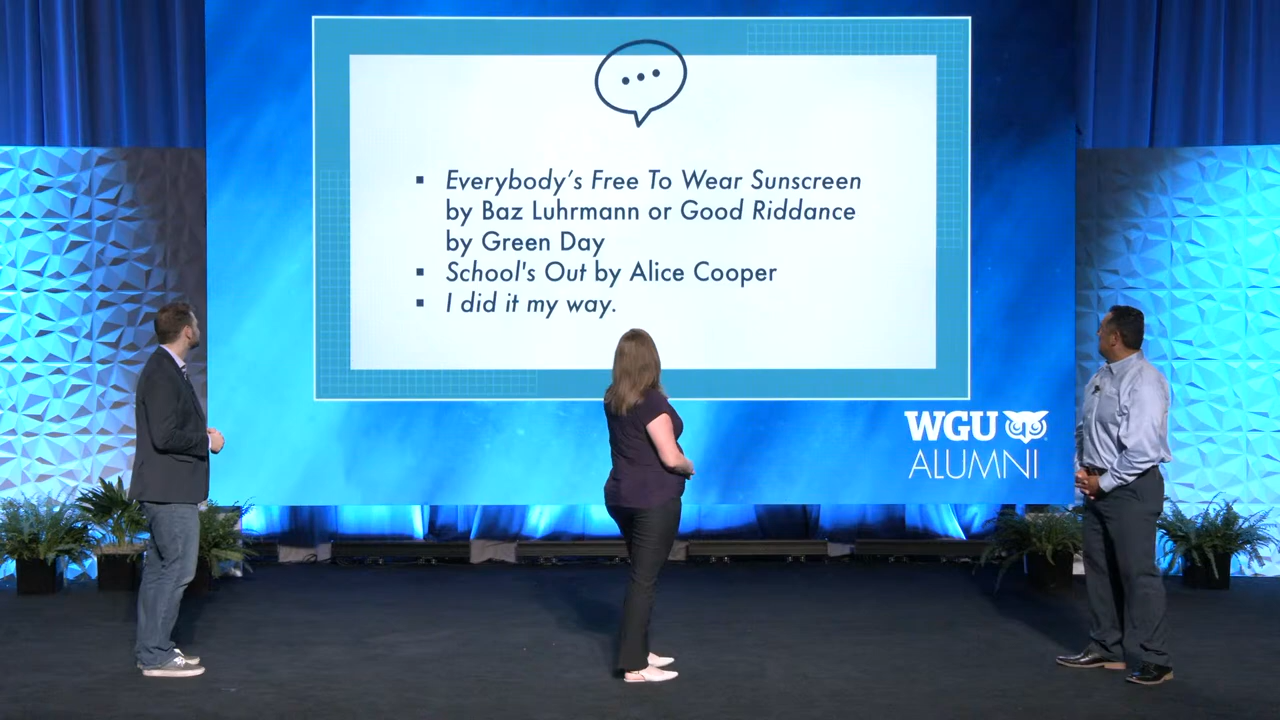 ▪ Everybody’s Free To Wear Sunscreen
by Baz Luhrmann or Good Riddance
by Green Day
▪ School's Out by Alice Cooper
▪ I did it my way.
WGU
ALUMNI